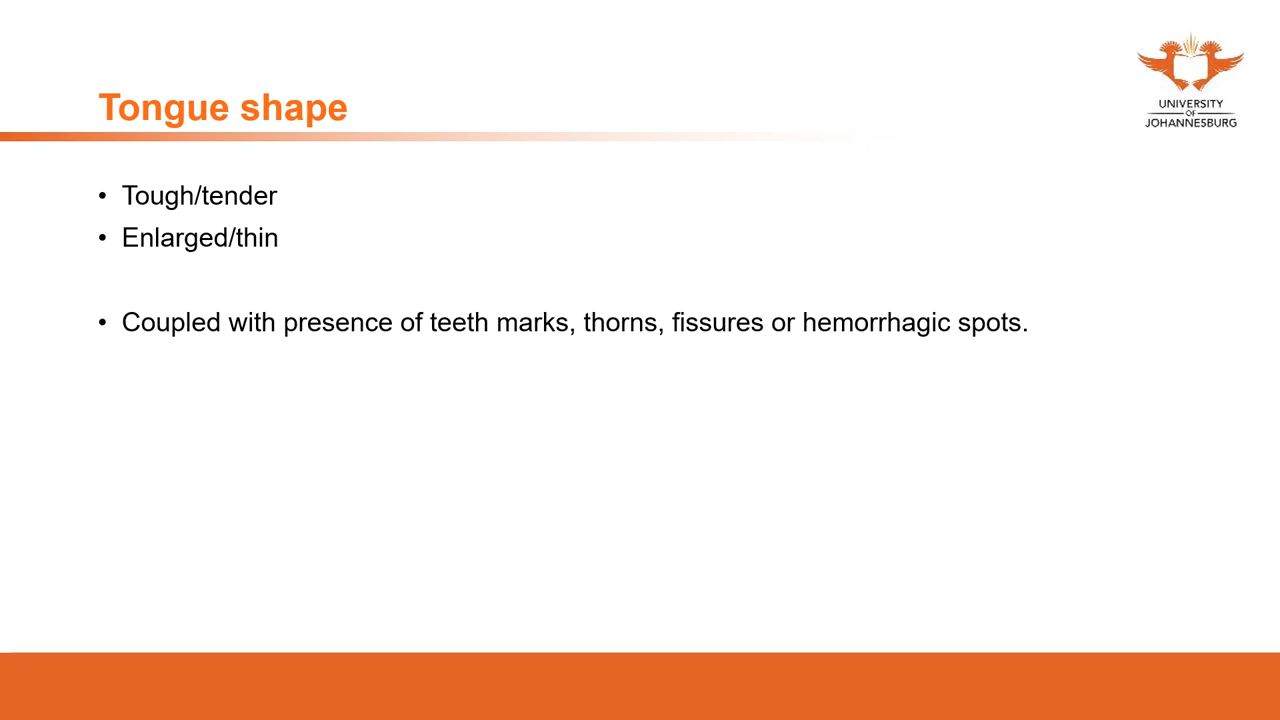 Tongue shape
UNIVERSITY
OF
JOHANNESBURG
• Tough/tender
• Enlarged/thin
• Coupled with presence of teeth marks, thorns, fissures or hemorrhagic spots.